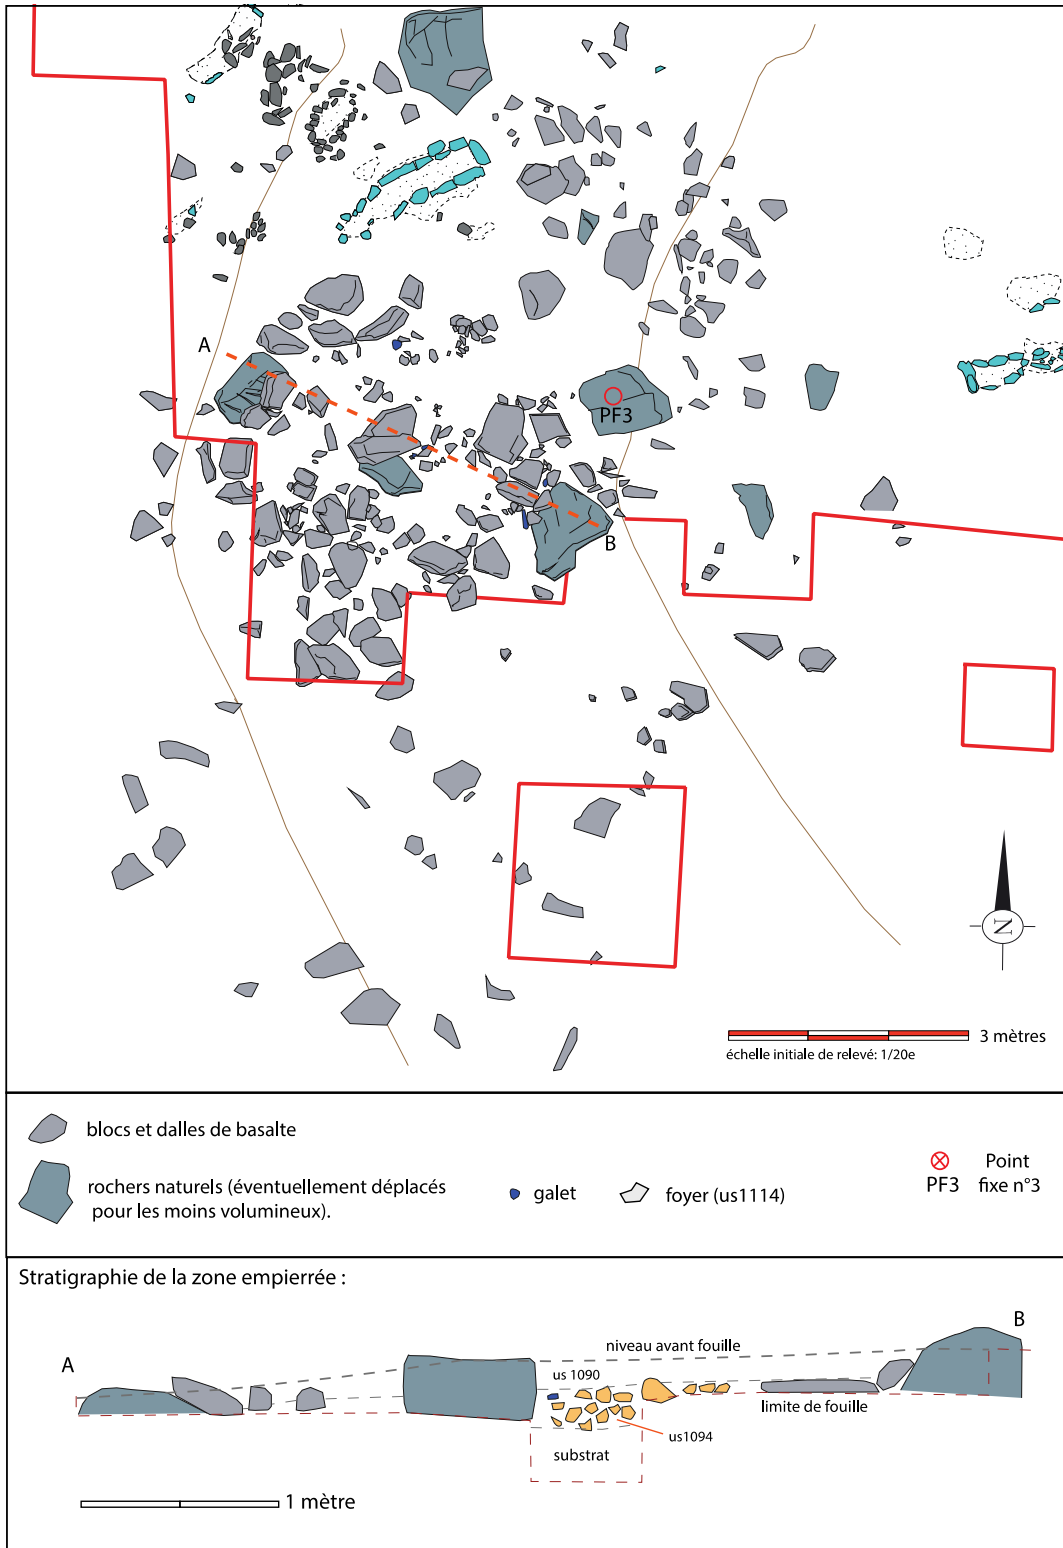 A
PF3
B
N
3 mètres
échelle initiale de relevé: 1/20e
blocs et dalles de basalte
rochers naturels (éventuellement déplacés
pour les moins volumineux).
galet
foyer (us1114)
Point
PF3 fixe n°3
Stratigraphie de la zone empierrée :
A
B
niveau avant fouille
us 1090
limite de fouille
us1094
substrat
1 mètre